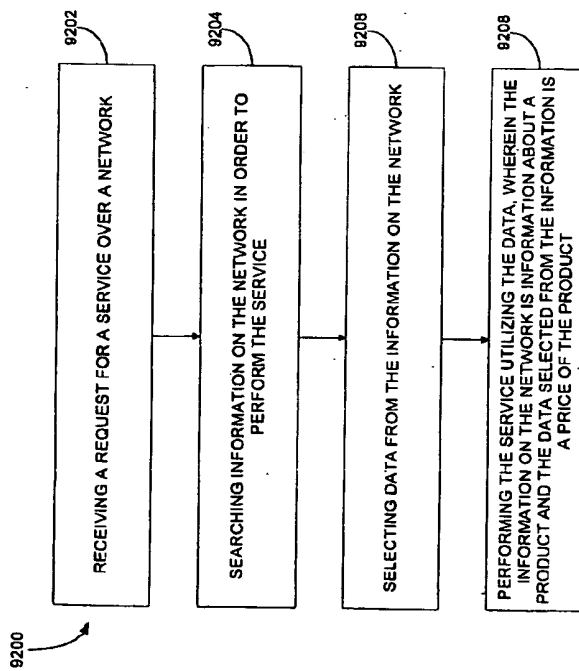 9200
9202
RECEIVING A REQUEST FOR A SERVICE OVER A NETWORK
9204
SEARCHING INFORMATION ON THE NETWORK IN ORDER TO
PERFORM THE SERVICE
9208
SELECTING DATA FROM THE INFORMATION ON THE NETWORK
9208
PERFORMING THE SERVICE UTILIZING THE DATA, WHEREIN THE
INFORMATION ON THE NETWORK IS INFORMATION ABOUT A
PRODUCT AND THE DATA SELECTED FROM THE INFORMATION IS
A PRICE OF THE PRODUCT